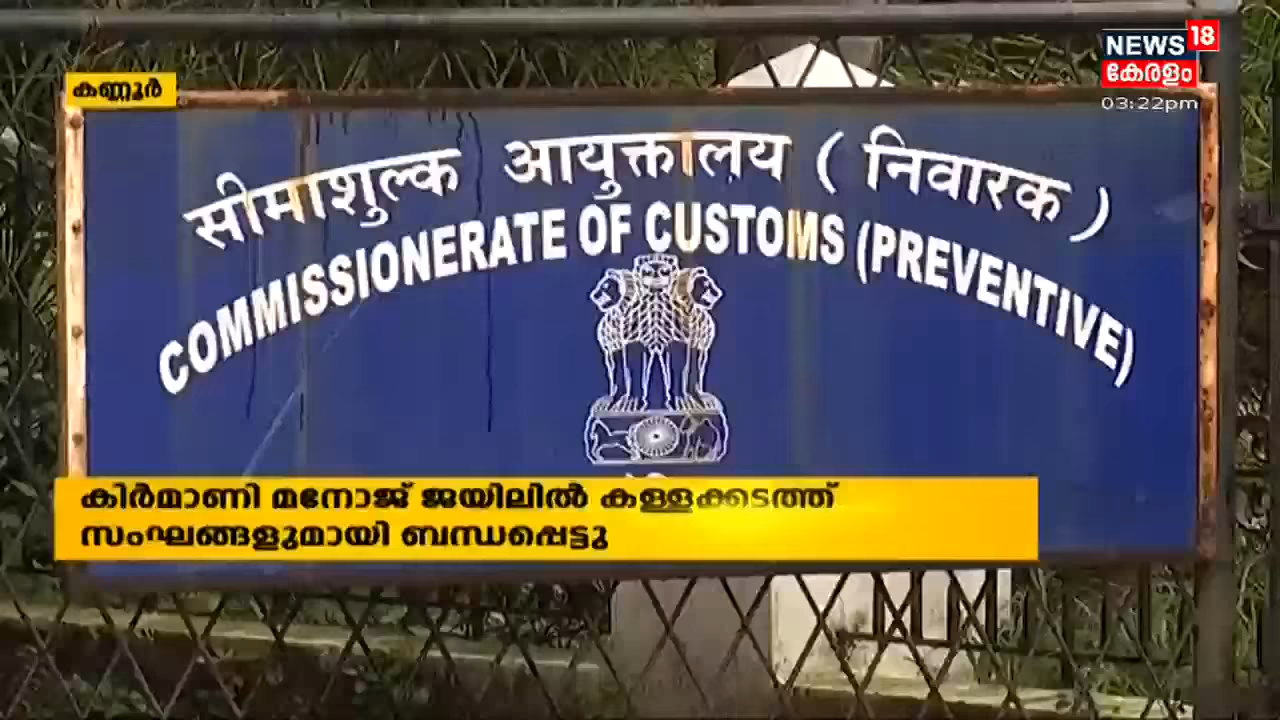 NEWS 18
കേരളം
03:22pm
കണ്ണൂർ
सीमाशुल्क आयुक्तालय ( निवारक )
COMMISSIONERATE OF CUSTOMS (PREVENTIVE)
കിർമാണി മനോജ് ജയിലിൽ കള്ളക്കടത്ത്
സംഘങ്ങളുമായി ബന്ധപ്പെട്ടു